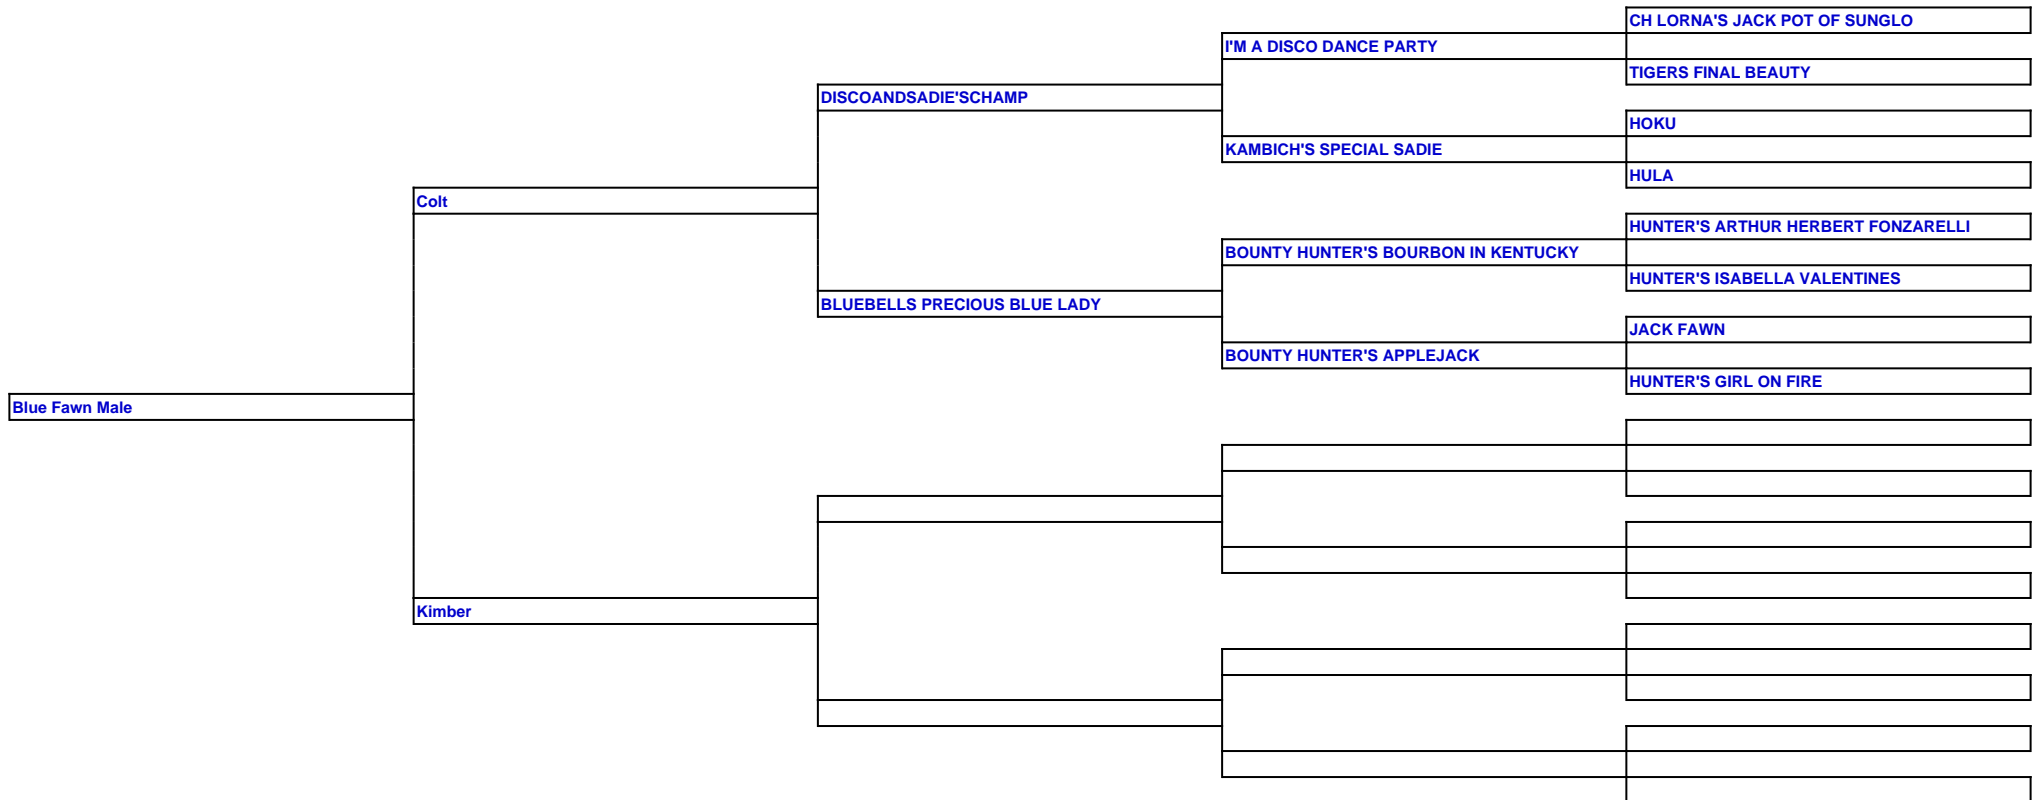 CH LORNA'S JACK POT OF SUNGLO
I'M A DISCO DANCE PARTY
TIGERS FINAL BEAUTY
DISCOANDSADIE'SCHAMP
HOKU
KAMBICH'S SPECIAL SADIE
HULA
Colt
HUNTER'S ARTHUR HERBERT FONZARELLI
BOUNTY HUNTER'S BOURBON IN KENTUCKY
HUNTER'S ISABELLA VALENTINES
BLUEBELLS PRECIOUS BLUE LADY
JACK FAWN
BOUNTY HUNTER'S APPLEJACK
HUNTER'S GIRL ON FIRE
Blue Fawn Male
Kimber